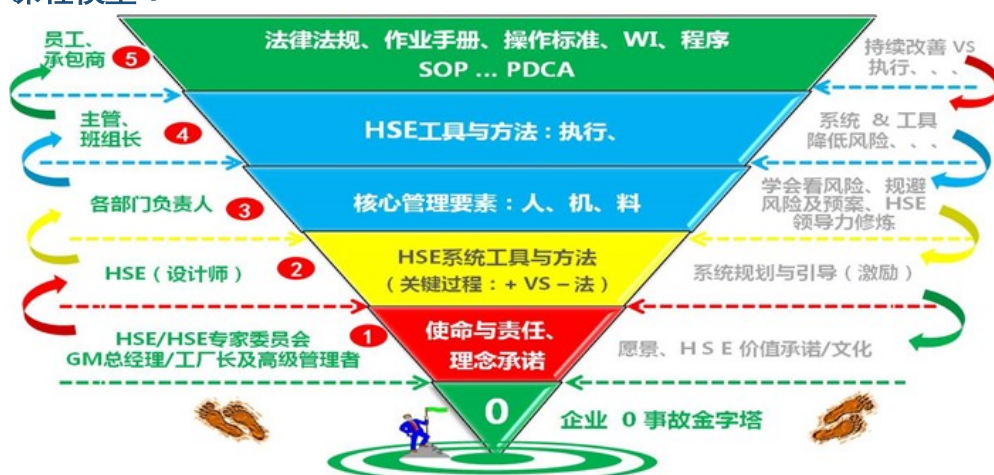 员工、
承包商
5
法律法规、作业手册、操作标准、WI、程序
SOP ... PDCA
持续改善 VS
执行、、、
主管、
班组长
4
HSE工具与方法：执行、
系统 & 工具
降低风险、、、
各部门负责人
3
核心管理要素：人、机、料
学会看风险、规避
风险及预案、HSE
领导力修炼
HSE（设计师）
2
HSE系统工具与方法
（关键过程：+ VS – 法）
系统规划与引导（激励）
HSE/HSE专家委员会
GM总经理/工厂长及高级管理者
1
使命与责任、
理念承诺
愿景、HSE 价值承诺/文化
0
企业 0 事故金字塔